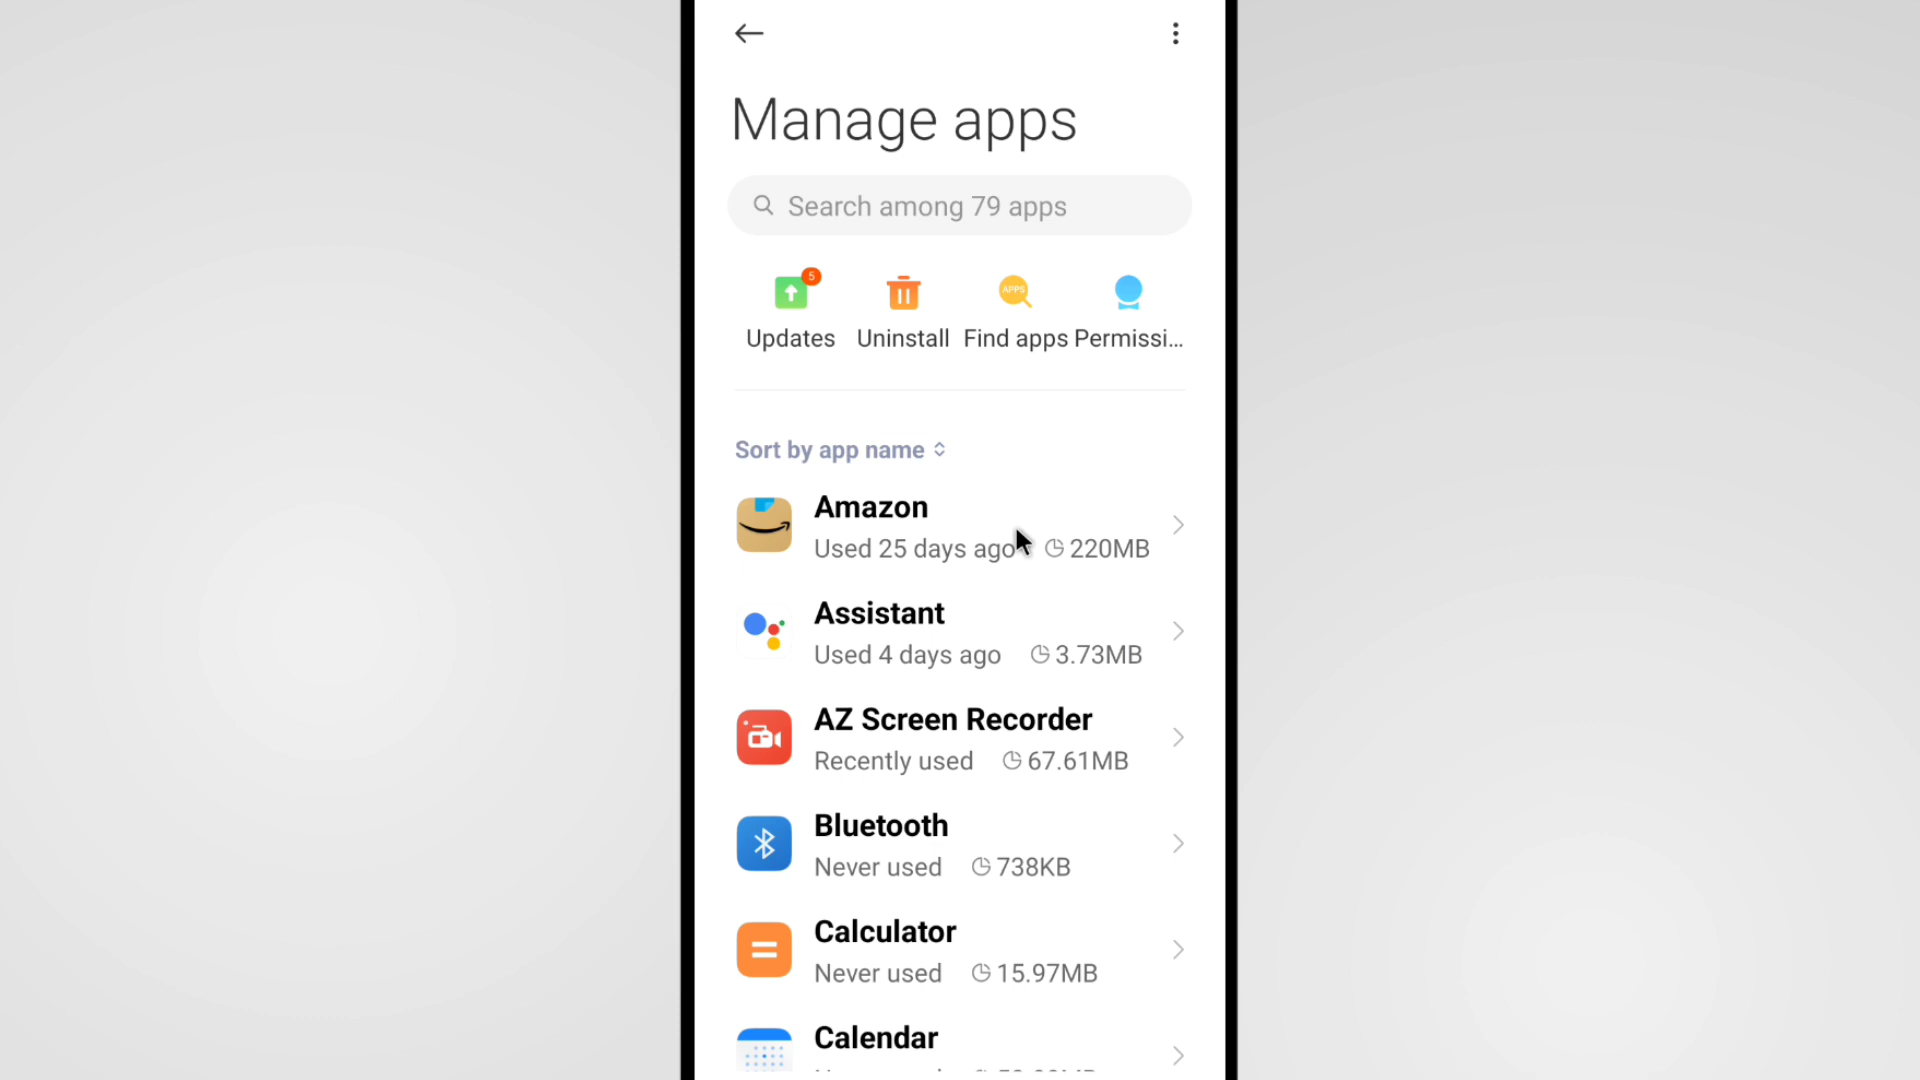 Manage apps
Search among 79 apps
5
APPS
Updates Uninstall Find apps Permissi...
Sort by app name
Amazon
Used 25 days ago 220MB
Assistant
Used 4 days ago 3.73MB
AZ Screen Recorder
Recently used 67.61MB
Bluetooth
Never used 738KB
Calculator
Never used 15.97MB
Calendar